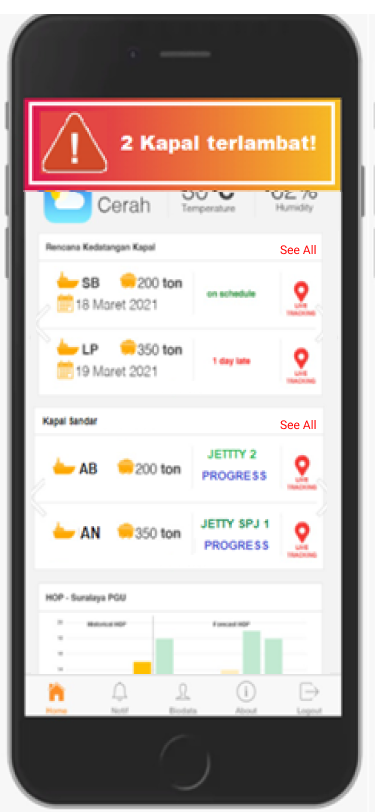 2 Kapal terlambat!
Cerah
Temperature
Humidity
Rencana Kedatangan Kapal
See All
SB 200 ton
on schedule
18 Maret 2021
LIVE
TRACKING
LP 350 ton
1 day late
19 Maret 2021
LIVE
TRACKING
Kapal Sandar
See All
JETTTY 2
AB 200 ton
PROGRESS
LIVE
TRACKING
JETTY SPJ 1
AN 350 ton
PROGRESS
LIVE
TRACKING
HOP - Suralaya PGU
Historical HOP
Forecast HOP
20
18
16
14
Home
Notif
Biodata
About
Logout